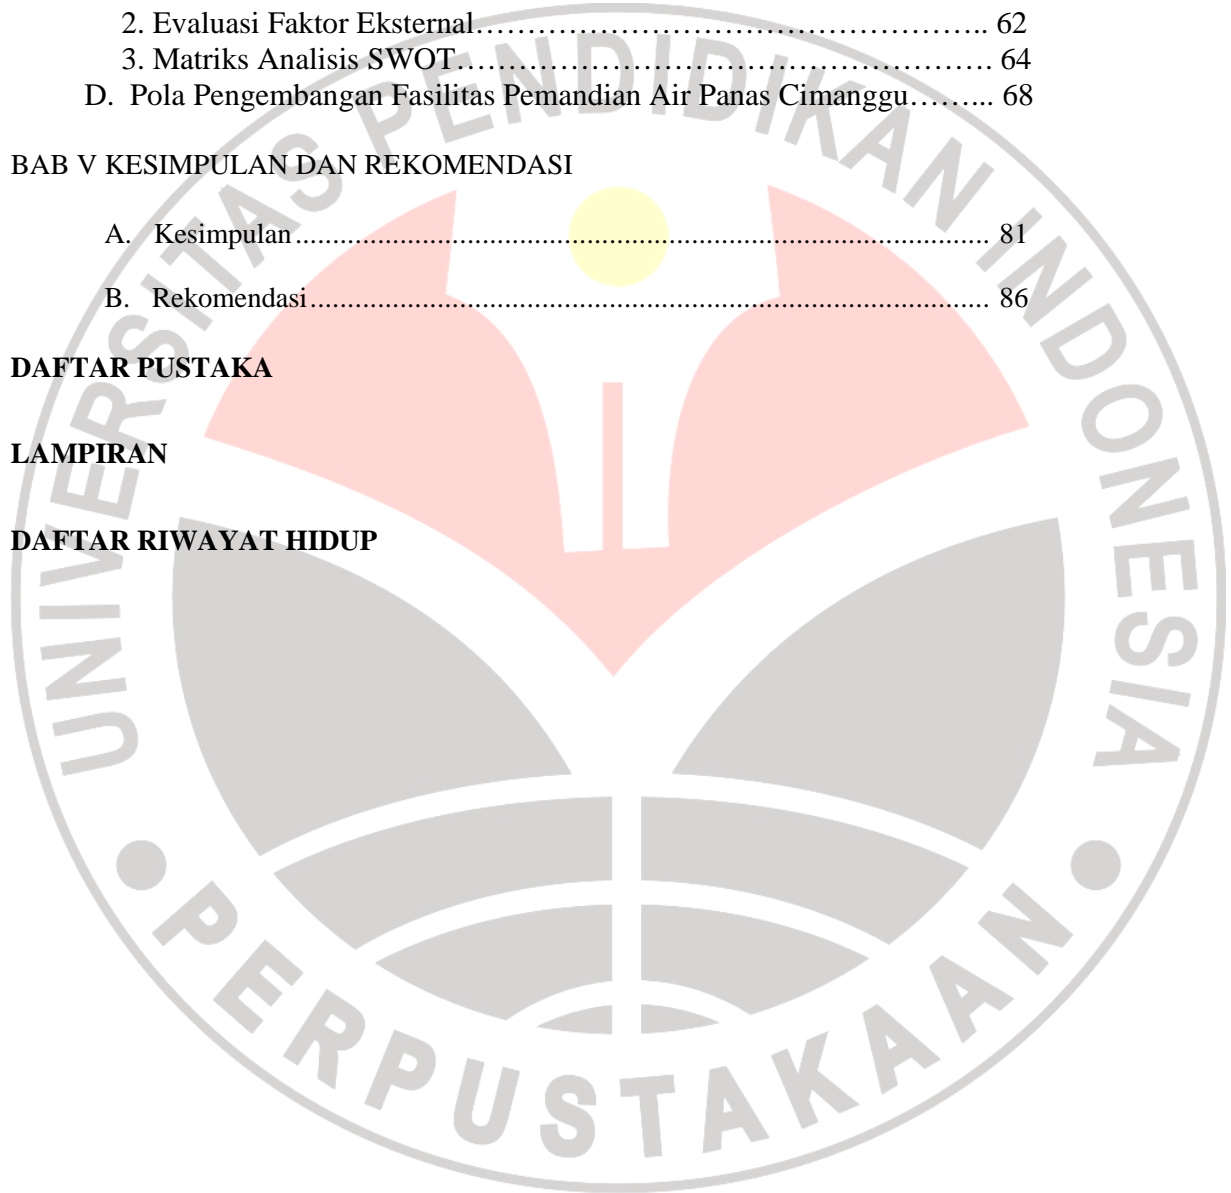 2. Evaluasi Faktor Eksternal………………………………………….. 62
3. Matriks Analisis SWOT……………………………………………… 64
D. Pola Pengembangan Fasilitas Pemandian Air Panas Cimanggu……... 68
BAB V KESIMPULAN DAN REKOMENDASI
A. Kesimpulan............................................................................................. 81
B. Rekomendasi........................................................................................... 86
DAFTAR PUSTAKA
LAMPIRAN
DAFTAR RIWAYAT HIDUP
UNIVERSITAS PENDIDIKAN INDONESIA
PERPUSTAKAAN